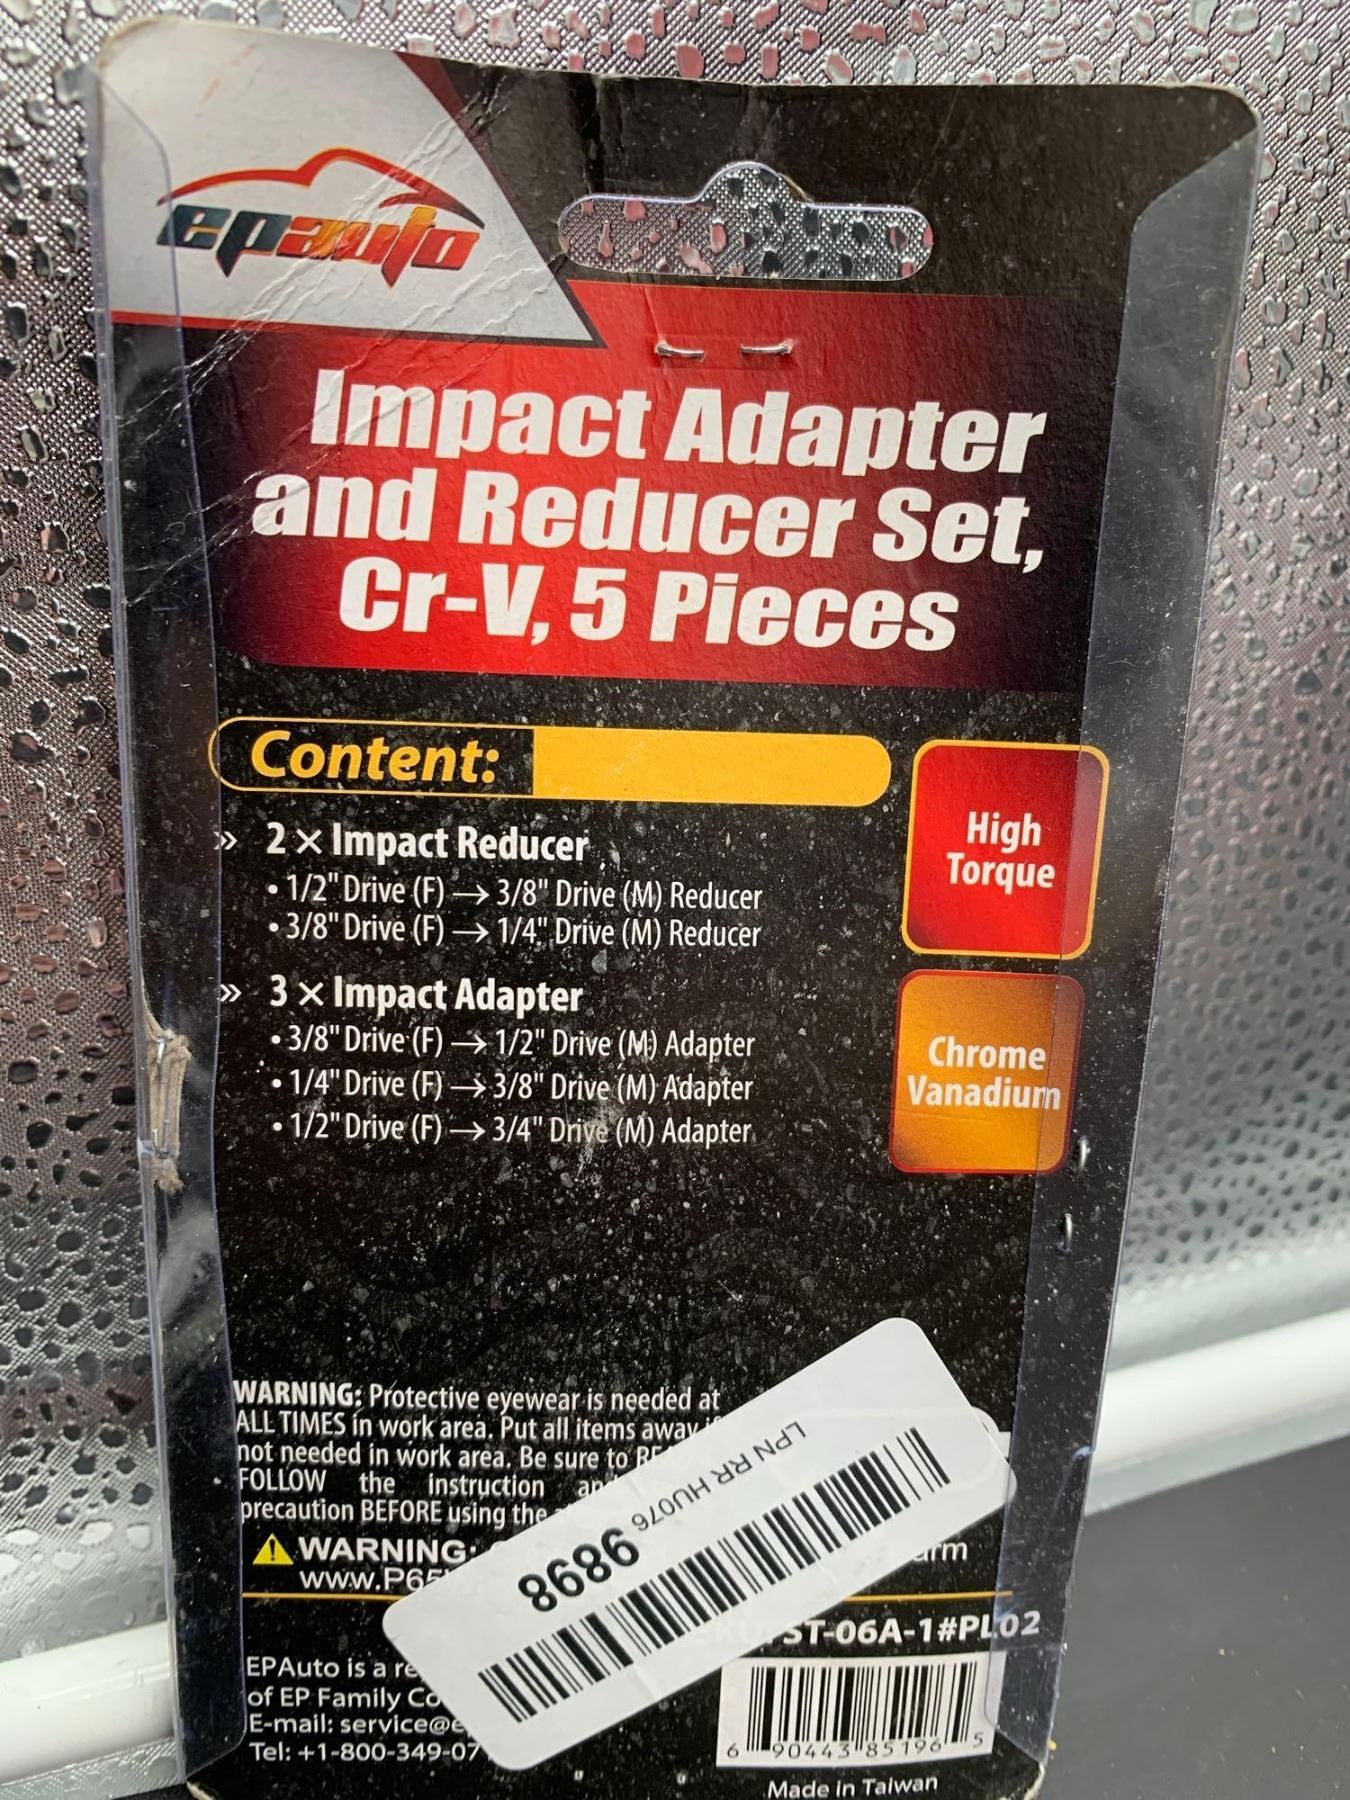 epauto
Impact Adapter
and Reducer Set,
Cr-V, 5 Pieces
Content:
» 2 × Impact Reducer
• 1/2" Drive (F) → 3/8" Drive (M) Reducer
• 3/8" Drive (F) → 1/4" Drive (M) Reducer
» 3 × Impact Adapter
• 3/8" Drive (F) → 1/2" Drive (M) Adapter
• 1/4" Drive (F) → 3/8" Drive (M) Adapter
• 1/2" Drive (F) → 3/4" Drive (M) Adapter
High
Torque
Chrome
Vanadium
WARNING: Protective eyewear is needed at
ALL TIMES in work area. Put all items away
not needed in work area. Be sure to
FOLLOW the instruction
precaution BEFORE using the
WARNING:
www.P65
LPN RR HU076
8686
ST-06A-1#PL02
EPAuto is a
of EP Family
E-mail: service@
Tel: +1-800-349-07
6 90443 85196 5
Made in Taiwan